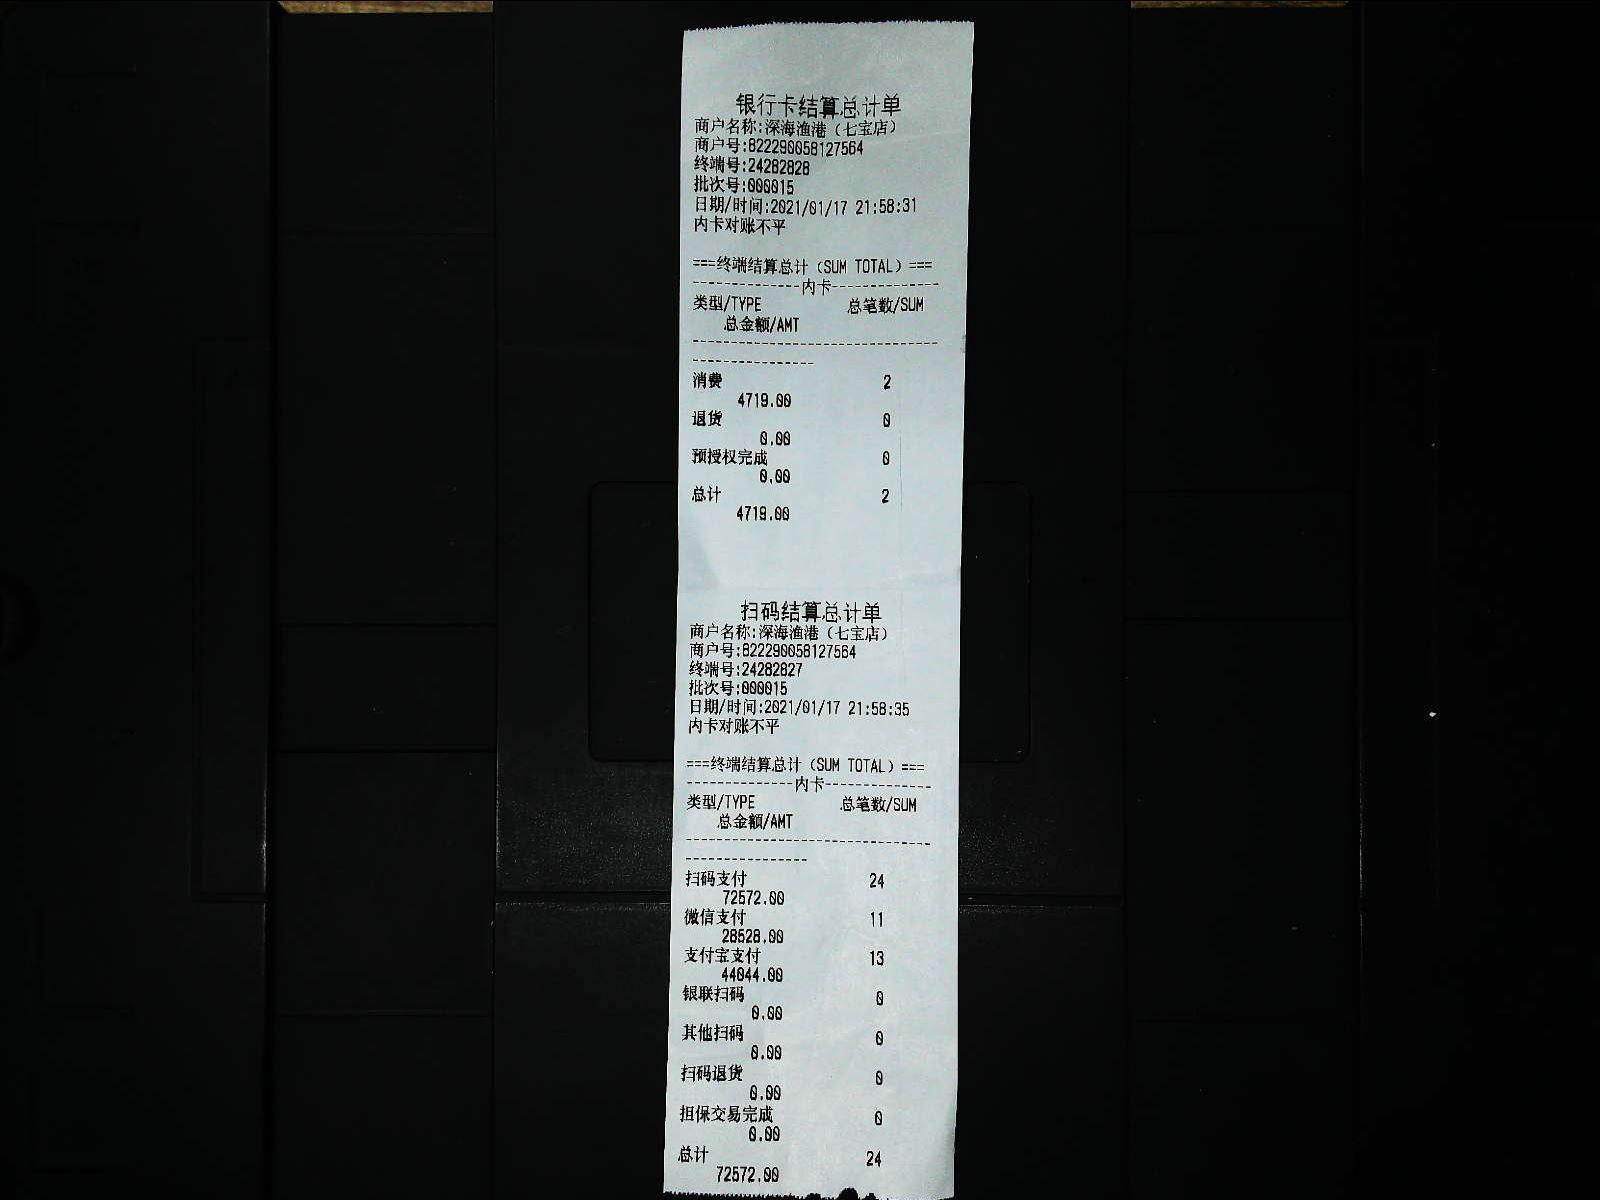 银行卡结算总计单
商户名称:深海渔港（七宝店）
商户号:822290058127564
终端号:24282828
批次号:000015
日期/时间:2021/01/17 21:58:31
内卡对账不平
===终端结算总计（SUM TOTAL）===
--------------内卡--------------
类型/TYPE 总笔数/SUM
总金额/AMT
--------------------------------
----------------
消费 2
4719.00
退货 0
0.00
预授权完成 0
0.00
总计 2
4719.00
扫码结算总计单
商户名称:深海渔港（七宝店）
商户号:822290058127564
终端号:24282827
批次号:000015
日期/时间:2021/01/17 21:58:35
内卡对账不平
===终端结算总计（SUM TOTAL）===
--------------内卡--------------
类型/TYPE 总笔数/SUM
总金额/AMT
--------------------------------
----------------
扫码支付 24
72572.00
微信支付 11
28528.00
支付宝支付 13
44044.00
银联扫码 0
0.00
其他扫码 0
0.00
扫码退货 0
0.00
担保交易完成 0
0.00
总计 24
72572.00